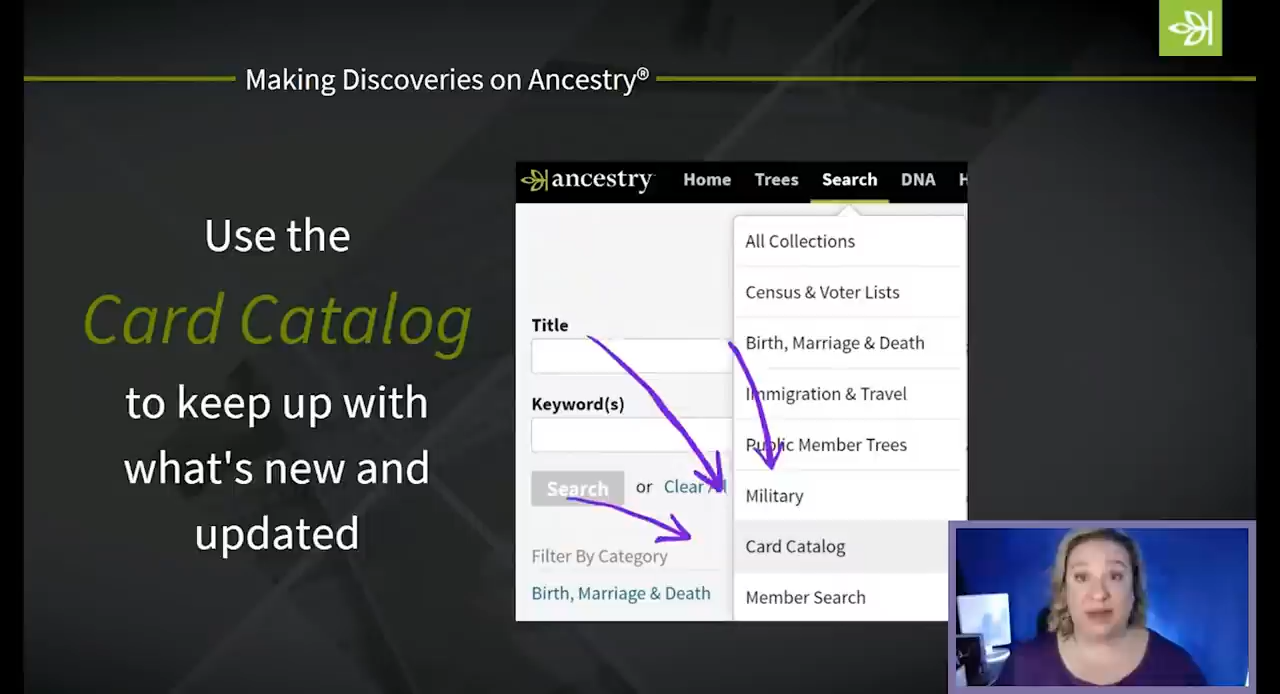 Making Discoveries on Ancestry®
Use the
Card Catalog
to keep up with
what's new and
updated
ancestry
Home Trees Search DNA H
All Collections
Census & Voter Lists
Birth, Marriage & Death
Immigration & Travel
Public Member Trees
Military
Card Catalog
Member Search
Title
Keyword(s)
Search or Clear All
Filter By Category
Birth, Marriage & Death